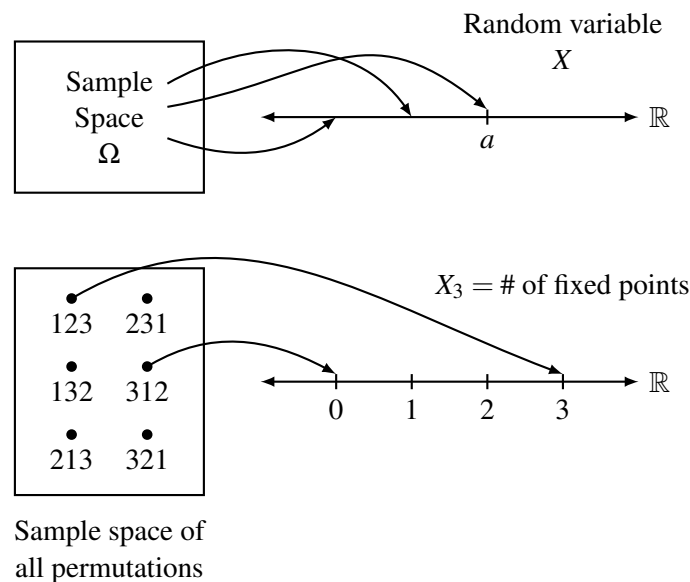 Random variable
X
Sample
Space
Ω
ℝ
a
X₃ = # of fixed points
123 231
132 312
213 321
ℝ
0 1 2 3
Sample space of
all permutations